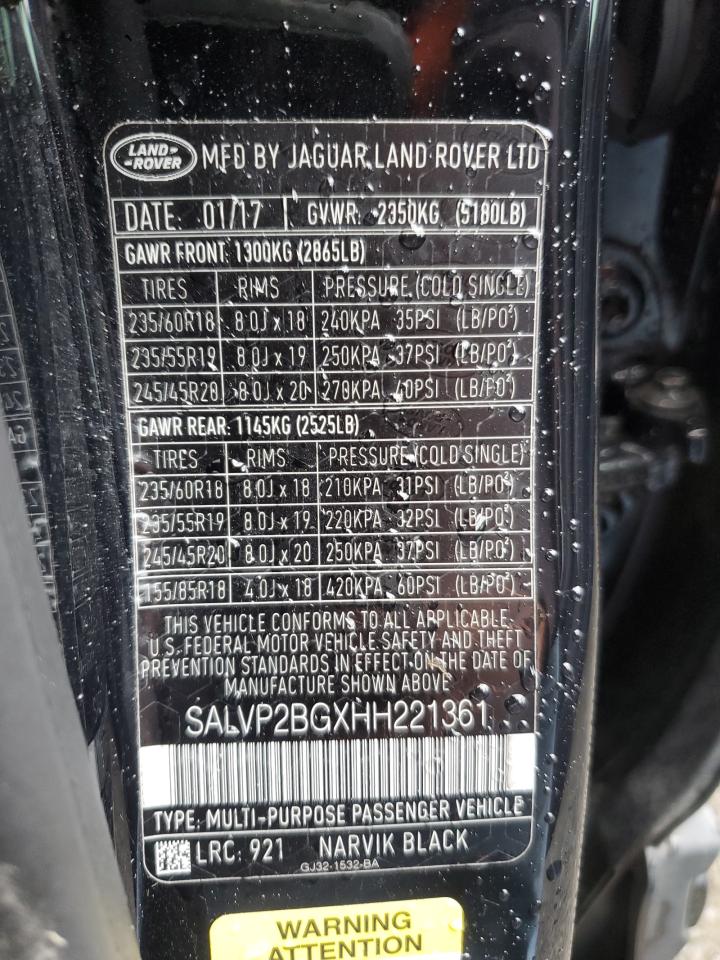 LAND-
-ROVER
MFD BY JAGUAR LAND ROVER LTD
DATE: 01/17 GVWR: 2350KG (5180LB)
GAWR FRONT: 1300KG (2865LB)
TIRES RIMS PRESSURE (COLD SINGLE)
235/60R18 8.0J x 18 240KPA 35PSI (LB/PO²)
235/55R19 8.0J x 19 250KPA 37PSI (LB/PO²)
245/45R20 8.0J x 20 270KPA 40PSI (LB/PO²)
GAWR REAR: 1145KG (2525LB)
TIRES RIMS PRESSURE (COLD SINGLE)
235/60R18 8.0J x 18 210KPA 31PSI (LB/PO²)
235/55R19 8.0J x 19 220KPA 32PSI (LB/PO²)
245/45R20 8.0J x 20 250KPA 37PSI (LB/PO²)
155/85R18 4.0J x 18 420KPA 60PSI (LB/PO²)
THIS VEHICLE CONFORMS TO ALL APPLICABLE
U.S. FEDERAL MOTOR VEHICLE SAFETY AND THEFT
PREVENTION STANDARDS IN EFFECT ON THE DATE OF
MANUFACTURE SHOWN ABOVE
SALVP2BGXHH221361
TYPE: MULTI-PURPOSE PASSENGER VEHICLE
LRC: 921 NARVIK BLACK
GJ32-1532-BA
WARNING
ATTENTION